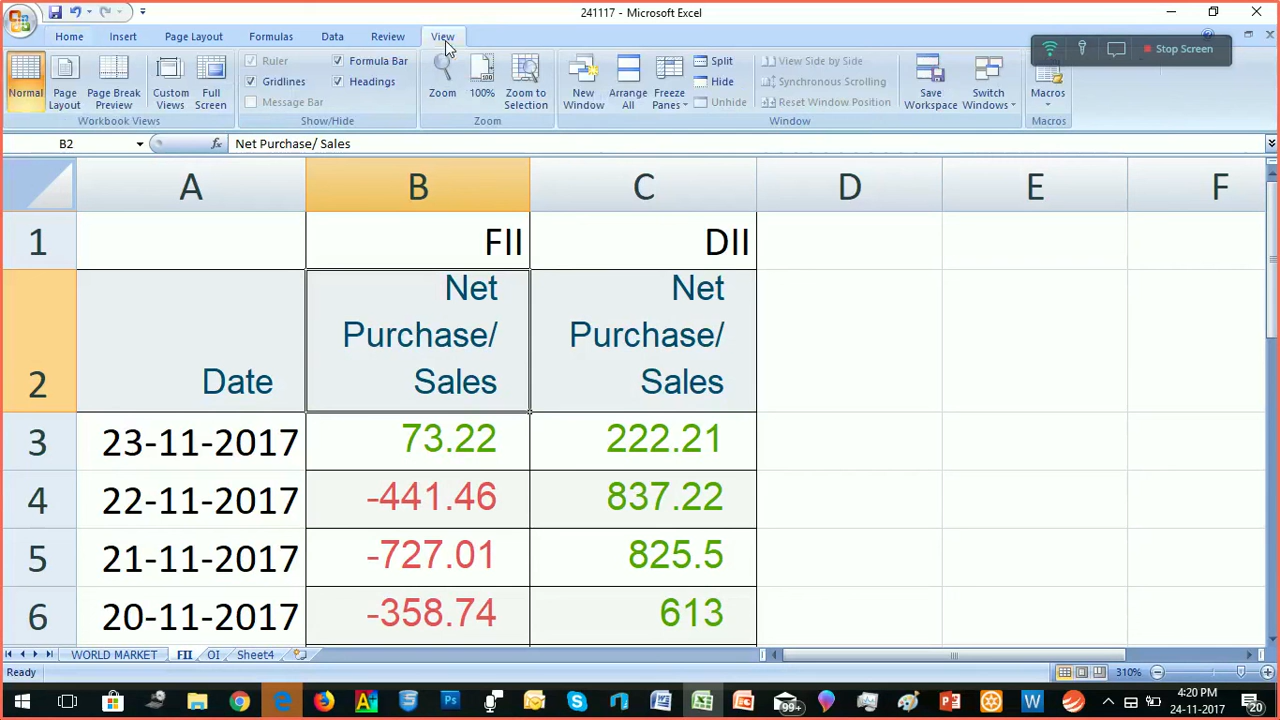 241117 - Microsoft Excel
Home Insert Page Layout Formulas Data Review View
Stop Screen
Normal Page Layout Page Break Preview Custom Views Full Screen
Workbook Views
Ruler Formula Bar
Gridlines Headings
Message Bar
Show/Hide
Zoom 100% Zoom to Selection
Zoom
New Window Arrange All Freeze Panes
Split
Hide
Unhide
View Side by Side
Synchronous Scrolling
Reset Window Position
Window
Save Workspace Switch Windows
Macros
Macros
B2 fx Net Purchase/ Sales
A B C D E F
1 FII DII
2 Date Net Purchase/ Sales Net Purchase/ Sales
3 23-11-2017 73.22 222.21
4 22-11-2017 -441.46 837.22
5 21-11-2017 -727.01 825.5
6 20-11-2017 -358.74 613
WORLD MARKET FII OI Sheet4
Ready 310%
99+
4:20 PM
24-11-2017
20